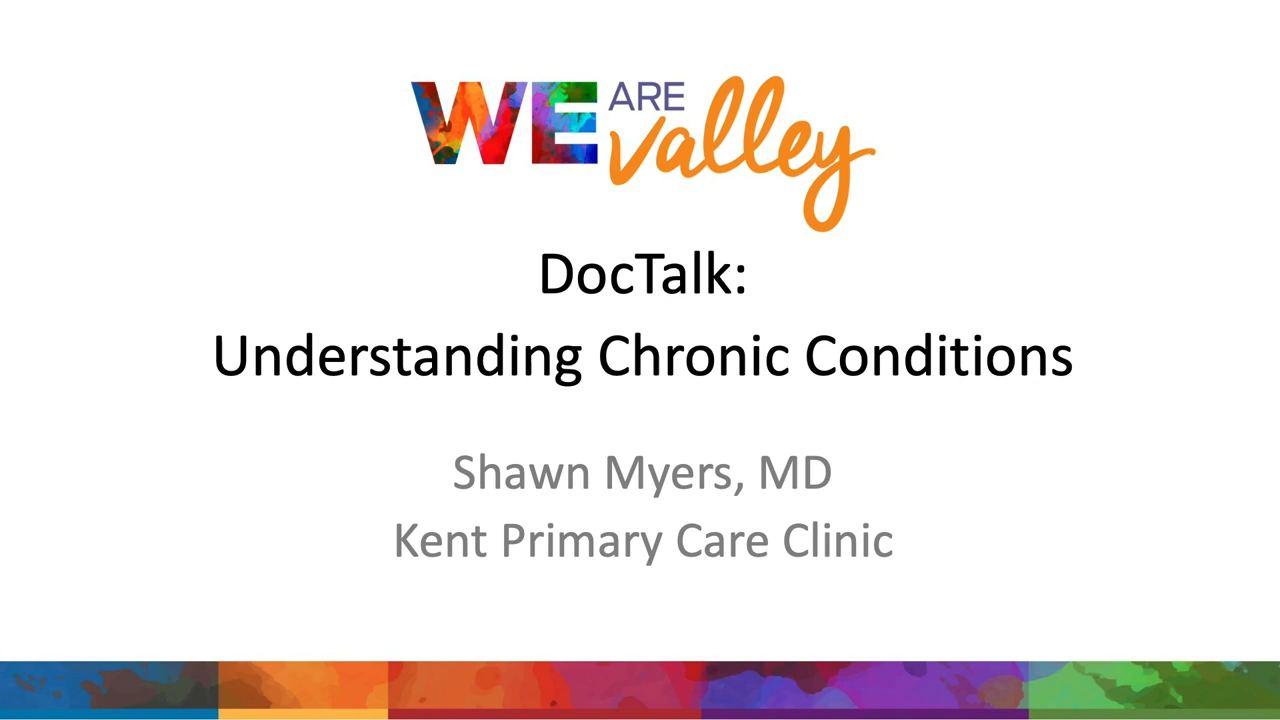 WE ARE valley
DocTalk:
Understanding Chronic Conditions
Shawn Myers, MD
Kent Primary Care Clinic